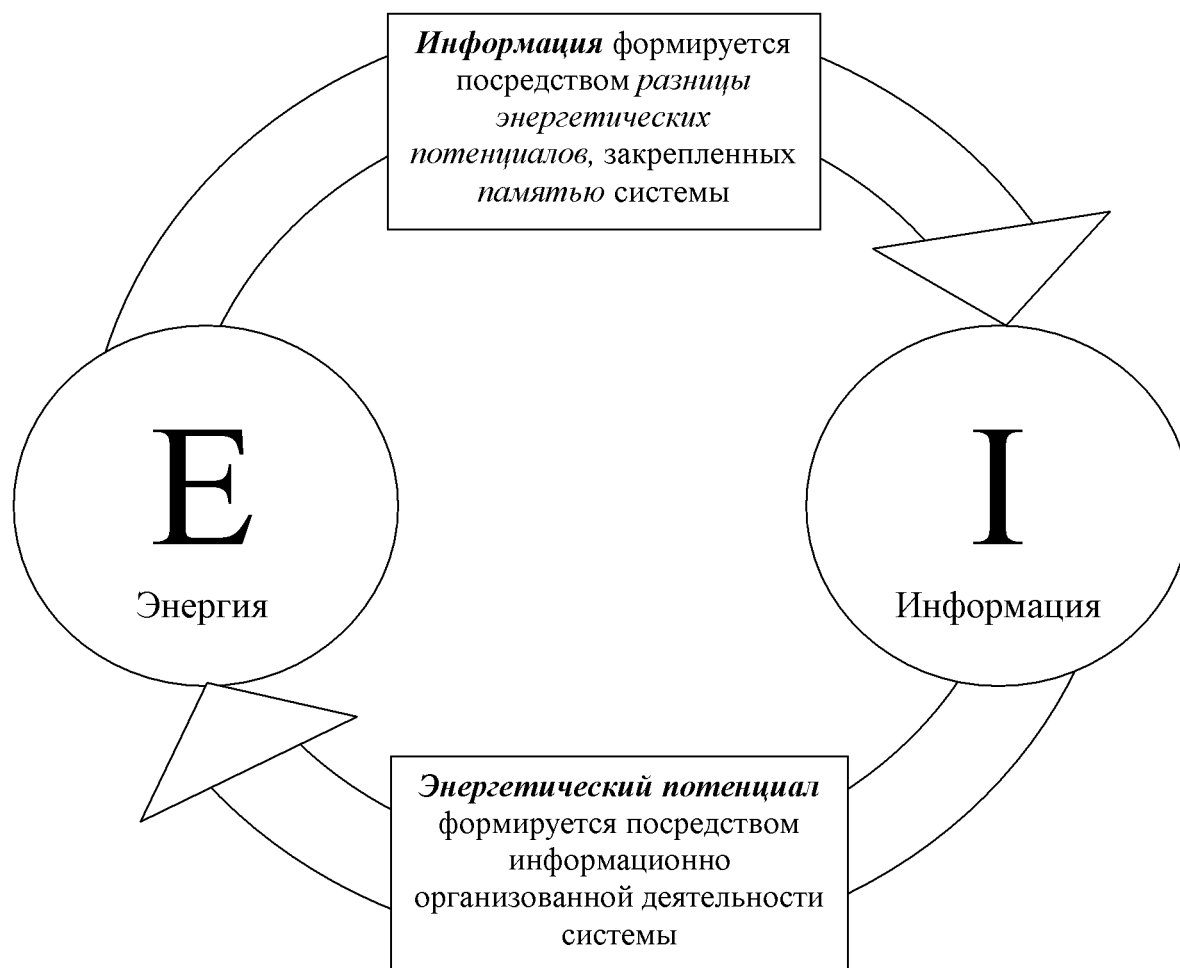 Информация формируется
посредством разницы
энергетических
потенциалов, закрепленных
памятью системы
E
Энергия
I
Информация
Энергетический потенциал
формируется посредством
информационно
организованной деятельности
системы